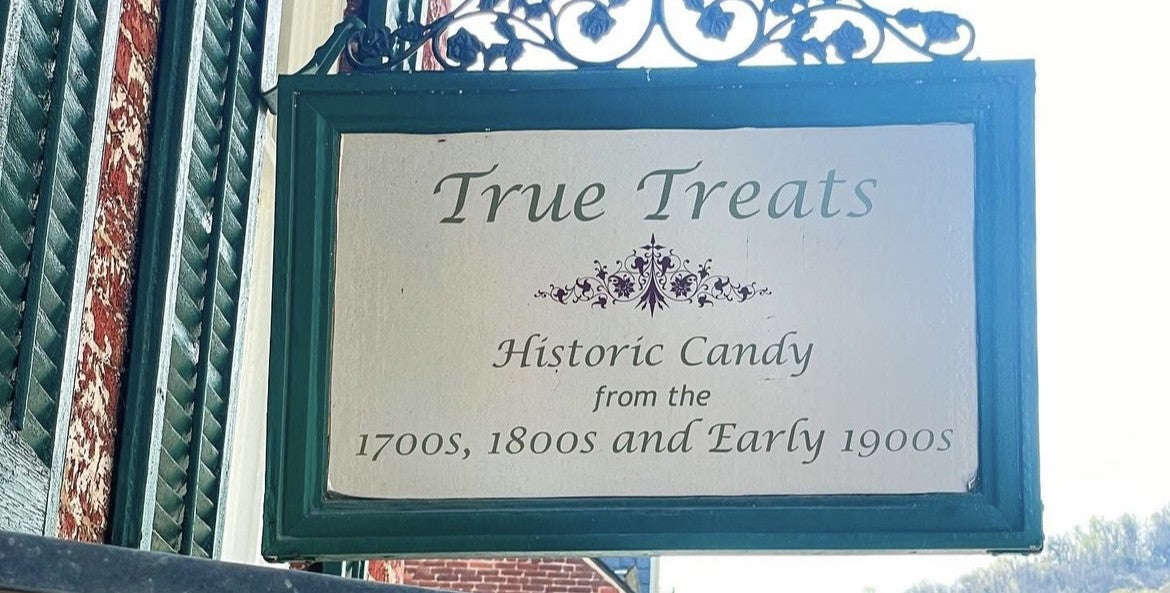 True Treats
Historic Candy
from the
1700s, 1800s and Early 1900s